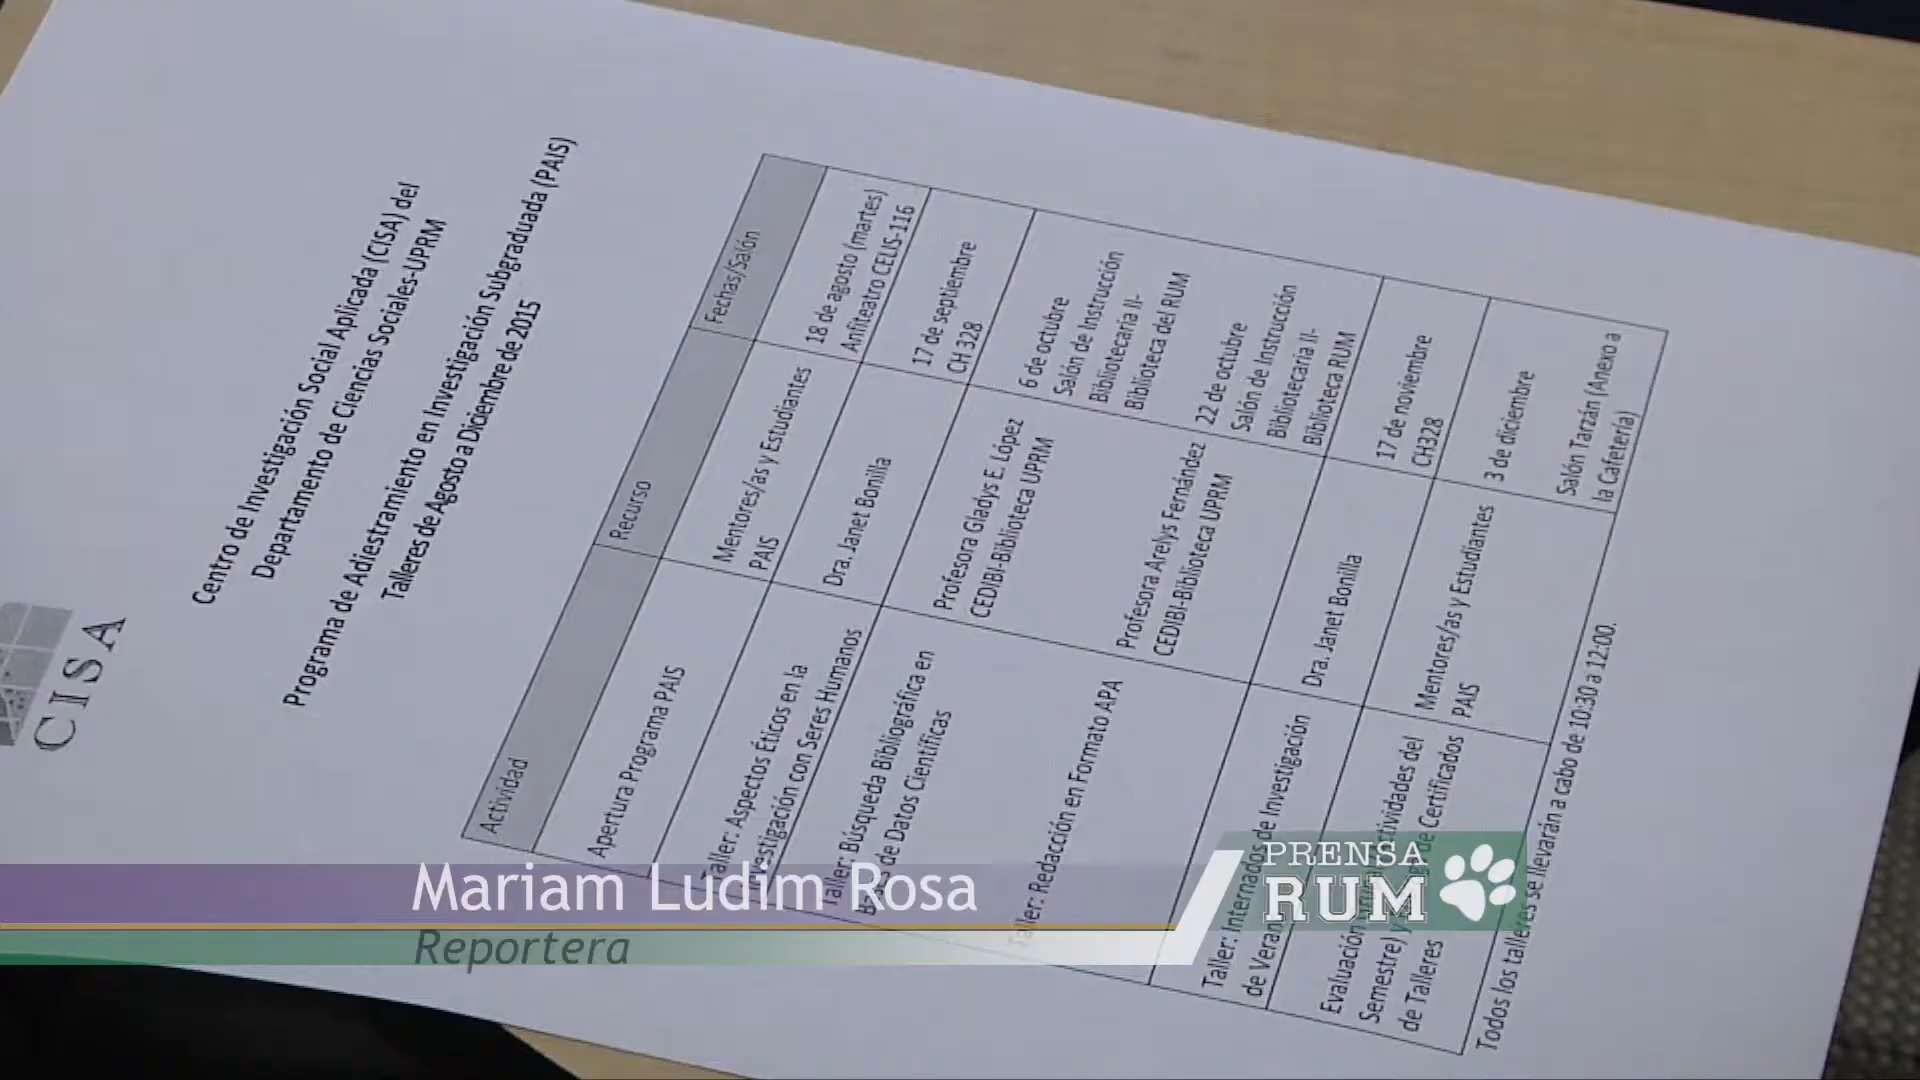 CISA
Centro de Investigación Social Aplicada (CISA) del
Departamento de Ciencias Sociales-UPRM
Programa de Adiestramiento en Investigación Subgraduada (PAIS)
Talleres de Agosto a Diciembre de 2015
Actividad
Recurso
Fechas/Salón
Apertura Programa PAIS
Mentores/as y Estudiantes
PAIS
18 de agosto (martes)
Anfiteatro CELIS-116
Taller: Aspectos Éticos en la
Investigación con Seres Humanos
Dra. Janet Bonilla
17 de septiembre
CH 328
Taller: Búsqueda Bibliográfica en
de Datos Científicas
Profesora Gladys E. López
CEDIBI-Biblioteca UPRM
6 de octubre
Salón de Instrucción
Bibliotecaria II-
Biblioteca del RUM
Taller: Redacción en Formato APA
Profesora Arelys Fernández
CEDIBI-Biblioteca UPRM
22 de octubre
Salón de Instrucción
Bibliotecaria II-
Biblioteca RUM
Taller: Internados de Investigación
de Verano
Dra. Janet Bonilla
17 de noviembre
CH328
Evaluación actividades del
Semestre) y de Certificados
de Talleres
Mentores/as y Estudiantes
PAIS
3 de diciembre
Salón Tarzán (Anexo a
la Cafetería)
Todos los talleres se llevarán a cabo de 10:30 a 12:00.
Mariam Ludim Rosa
Reportera
PRENSA
RUM